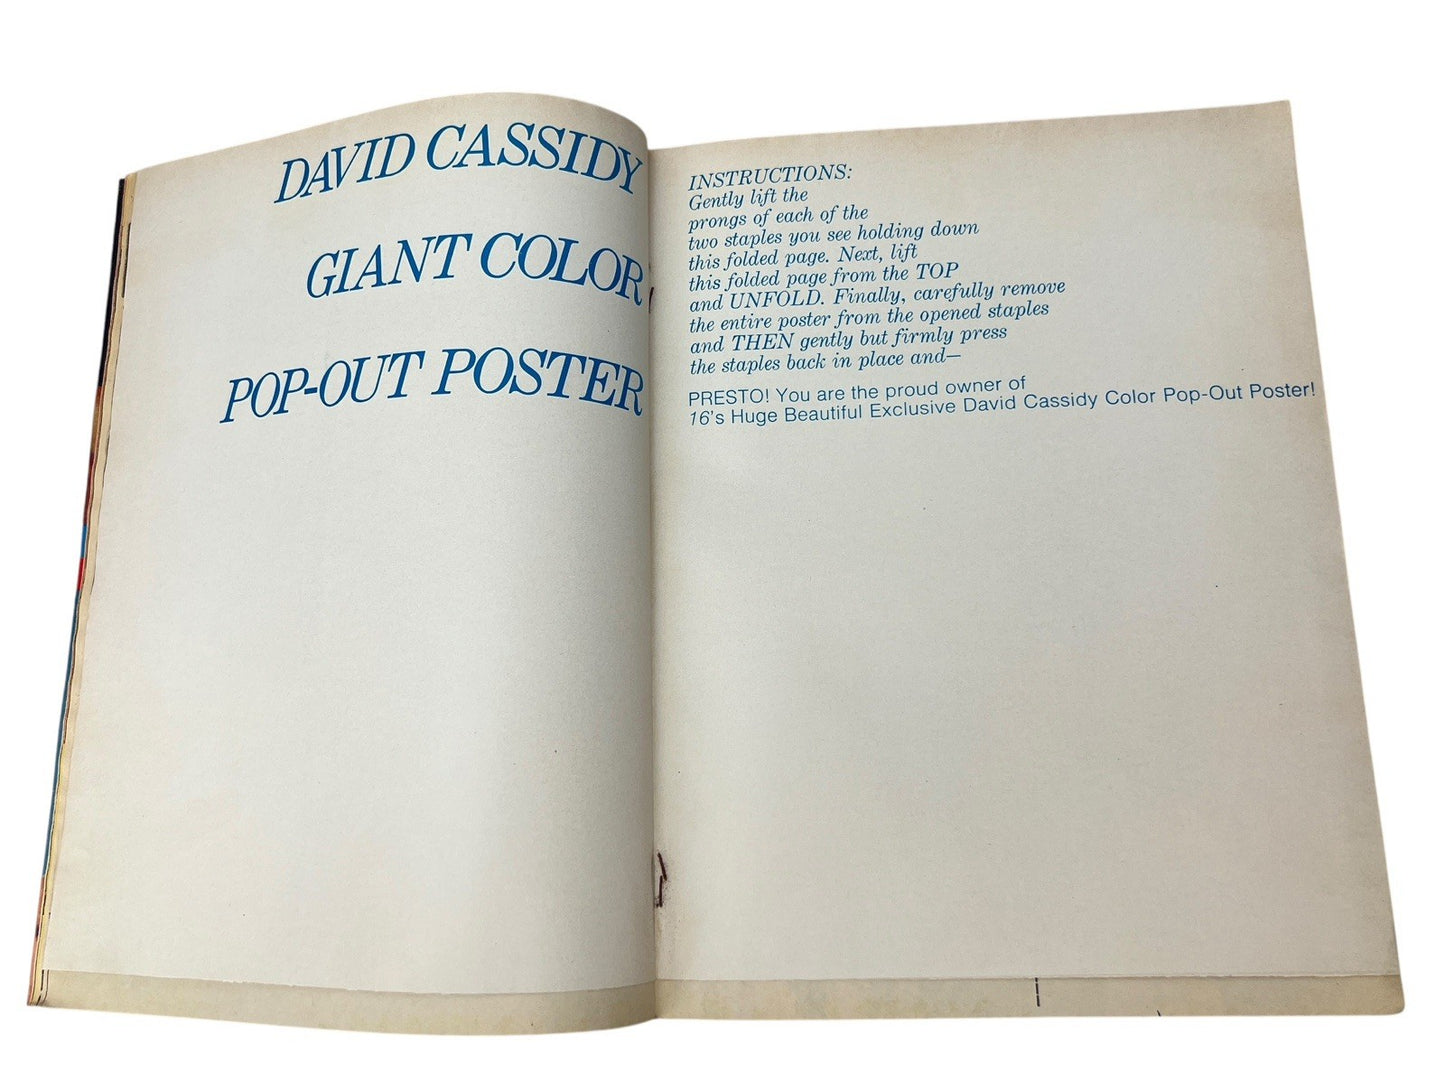 DAVID CASSIDY
GIANT COLOR
POP-OUT POSTER
INSTRUCTIONS:
Gently lift the
prongs of each of the
two staples you see holding down
this folded page. Next, lift
this folded page from the TOP
and UNFOLD. Finally, carefully remove
the entire poster from the opened staples
and THEN gently but firmly press
the staples back in place and—
PRESTO! You are the proud owner of
16's Huge Beautiful Exclusive David Cassidy Color Pop-Out Poster!